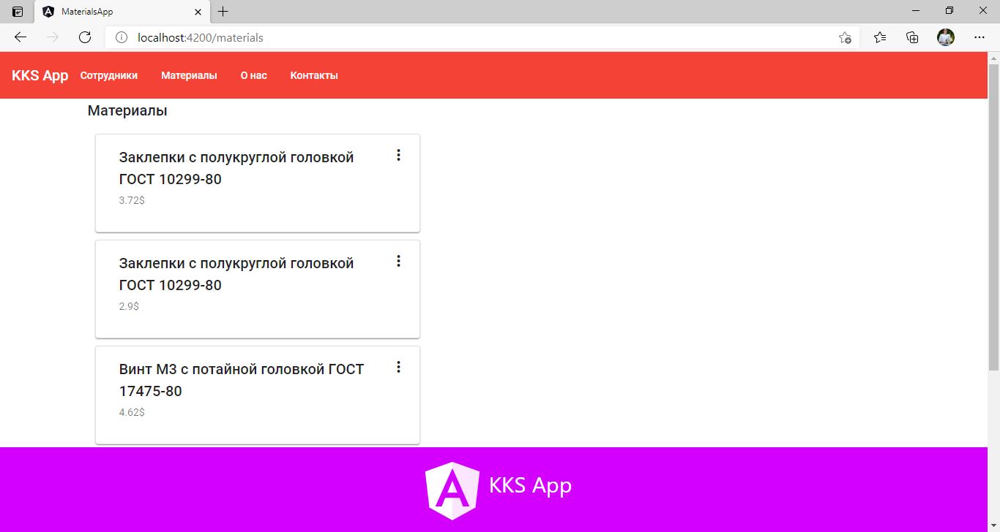 MaterialsApp
localhost:4200/materials
KKS App Сотрудники Материалы О нас Контакты
Материалы
Заклепки с полукруглой головкой
ГОСТ 10299-80
3.72$
Заклепки с полукруглой головкой
ГОСТ 10299-80
2.9$
Винт М3 с потайной головкой ГОСТ
17475-80
4.62$
KKS App